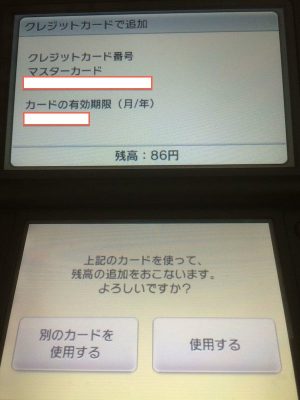 クレジットカードで追加
クレジットカード番号
マスターカード
カードの有効期限（月/年）
残高：86円
上記のカードを使って、
残高の追加をおこないます。
よろしいですか？
別のカードを
使用する
使用する